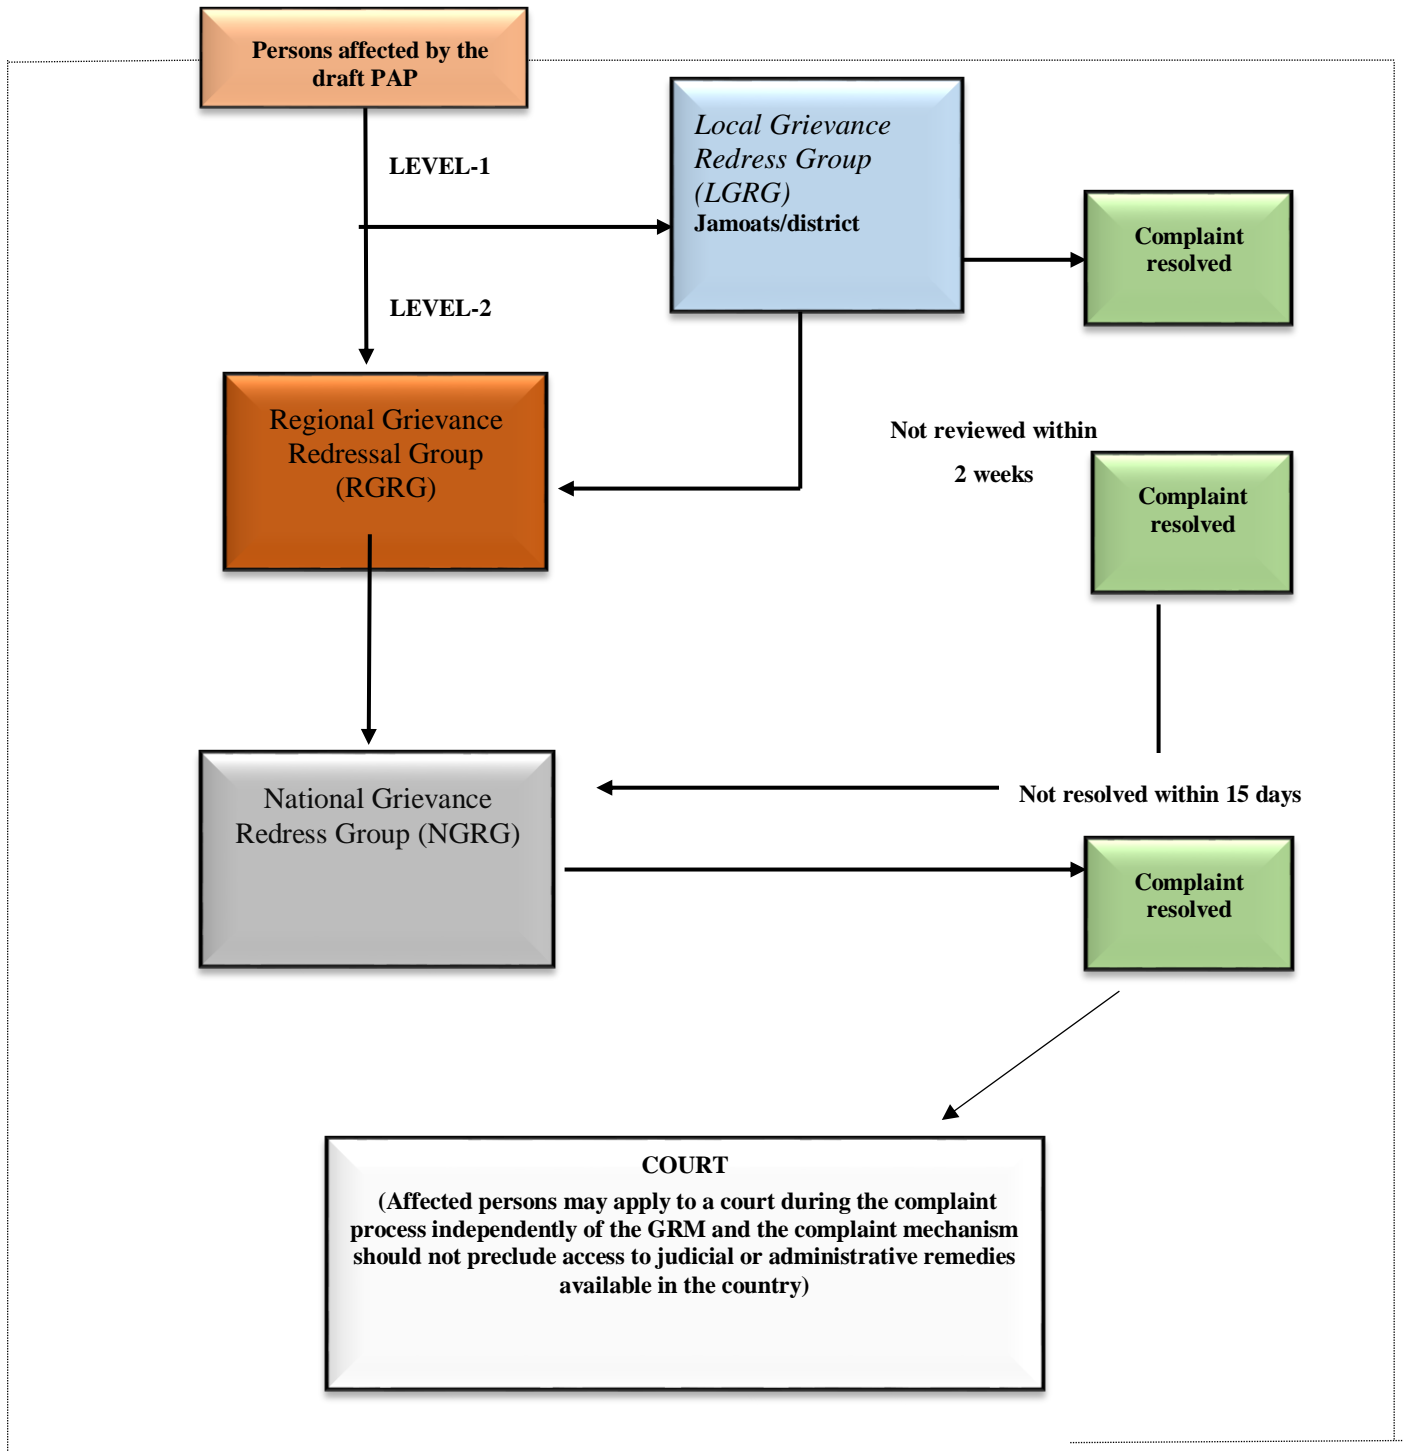 Persons affected by the
draft PAP
LEVEL-1
Local Grievance
Redress Group
(LGRG)
Jamoats/district
Complaint
resolved
LEVEL-2
Regional Grievance
Redressal Group
(RGRG)
Not reviewed within
2 weeks
Complaint
resolved
National Grievance
Redress Group (NGRG)
Not resolved within 15 days
Complaint
resolved
COURT
(Affected persons may apply to a court during the complaint
process independently of the GRM and the complaint mechanism
should not preclude access to judicial or administrative remedies
available in the country)